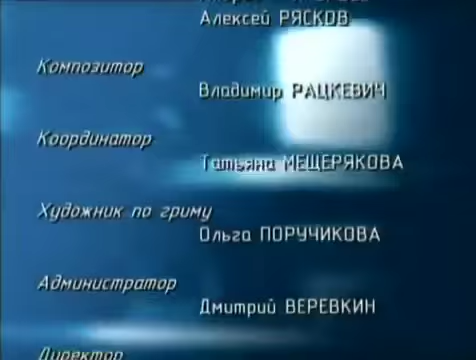 Алексей РЯСКОВ
Композитор
Владимир РАЦКЕВИЧ
Координатор
Татьяна МЕЩЕРЯКОВА
Художник по гриму
Ольга ПОРУЧИКОВА
Администратор
Дмитрий ВЕРЕВКИН
Директор